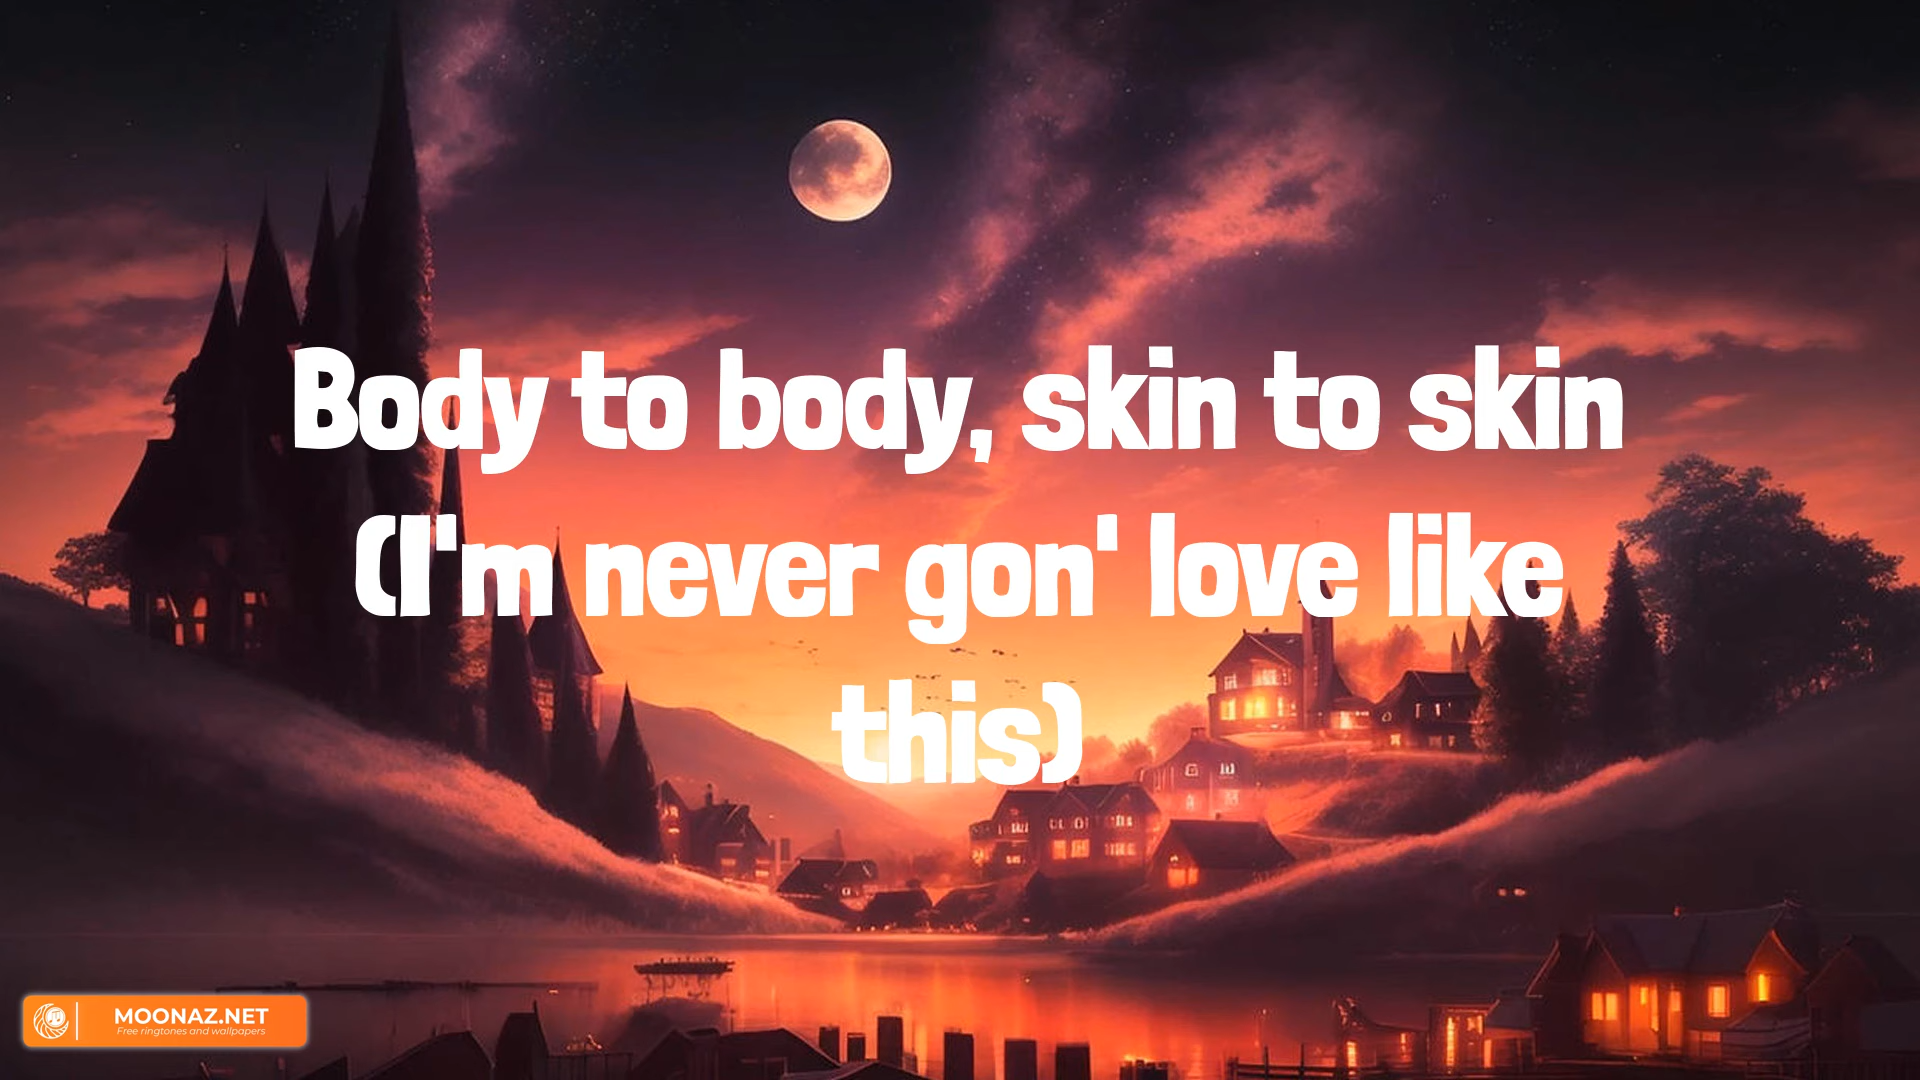 Body to body, skin to skin
(I'm never gon' love like
this)
MOONAZ.NET
Free ringtones and wallpapers